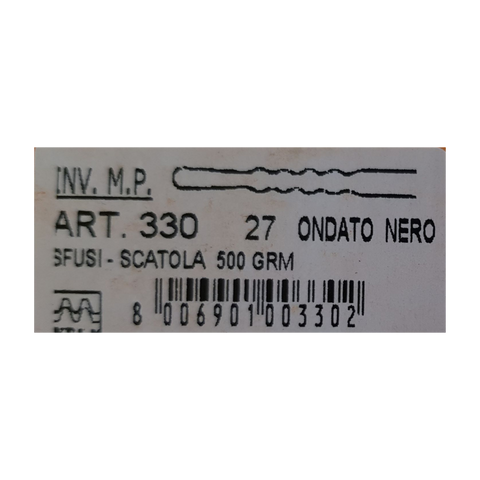 INV. M.P.
ART. 330 27 ONDATO NERO
SFUSI - SCATOLA 500 GRM
8 006901 003302